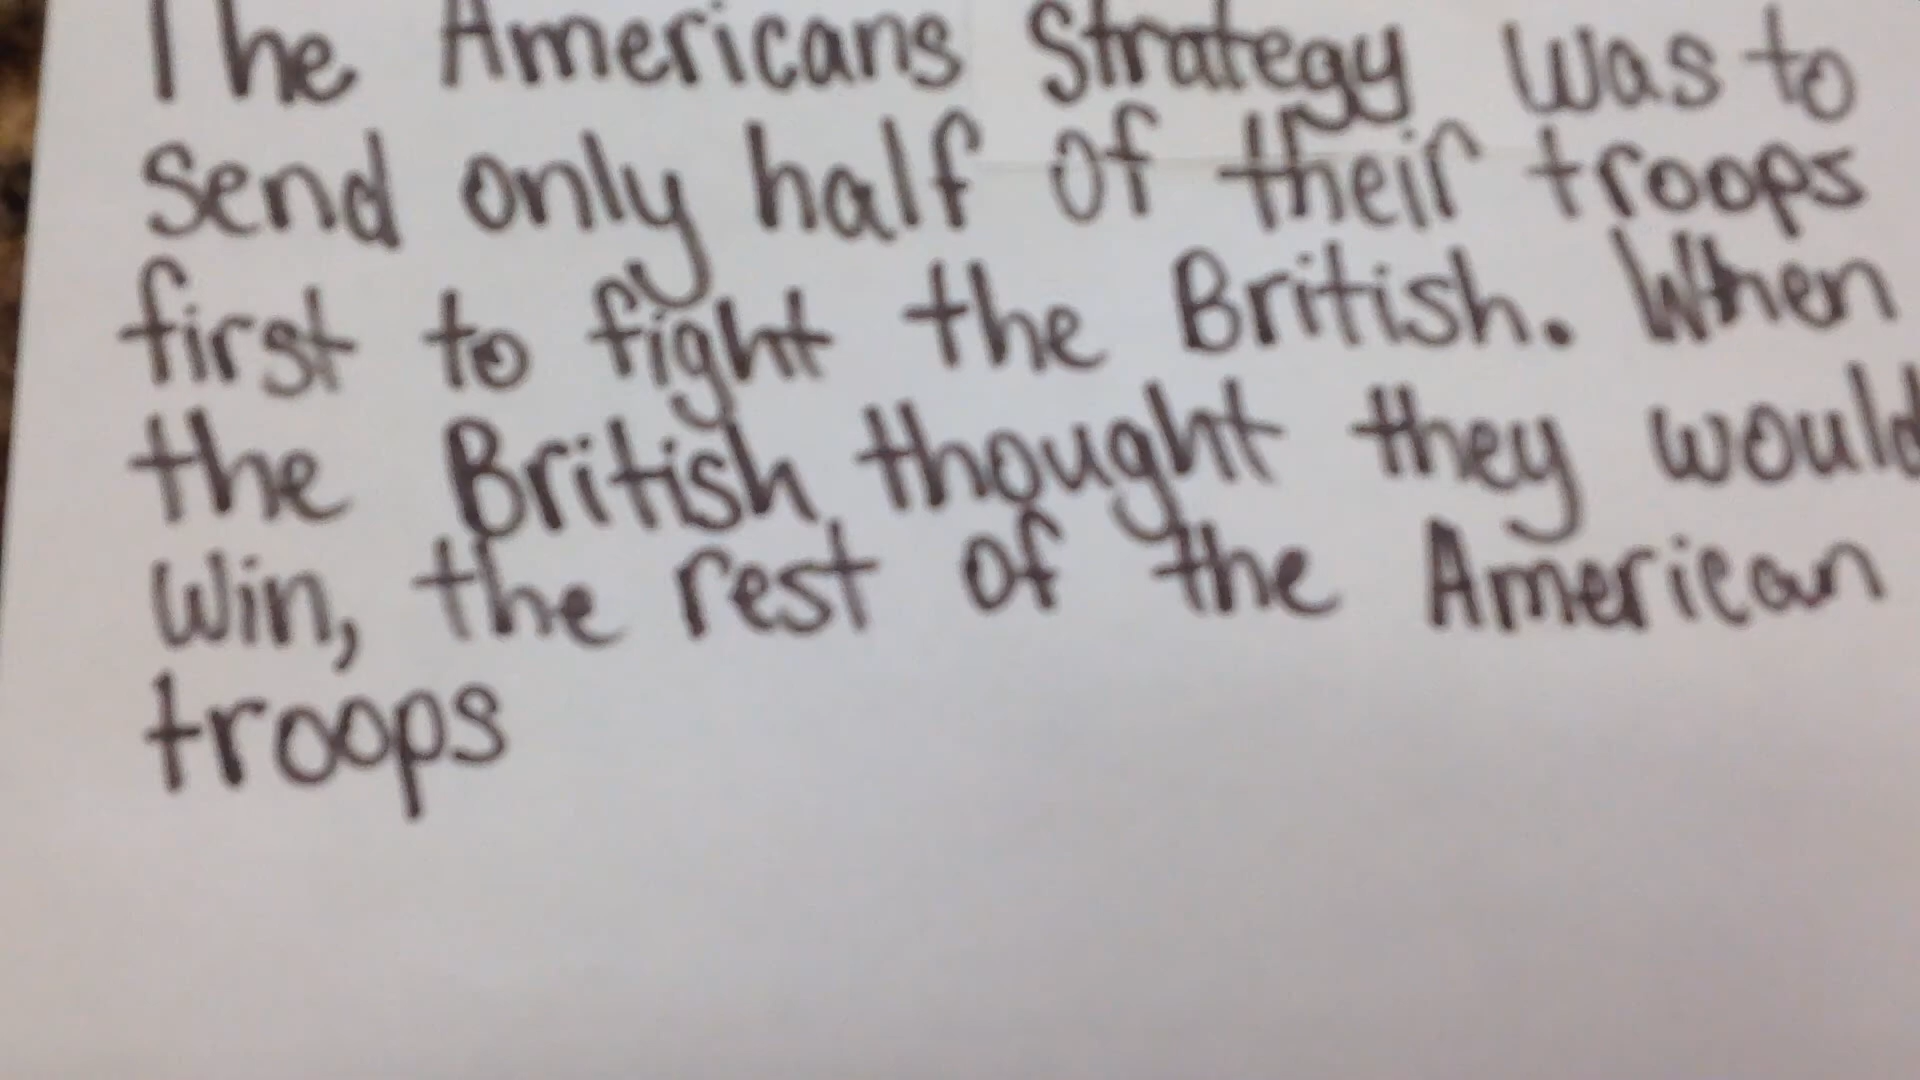 The Americans Strategy was to
Send only half of their troops
first to fight the British. When
the British thought they would
win, the rest of the American
troops